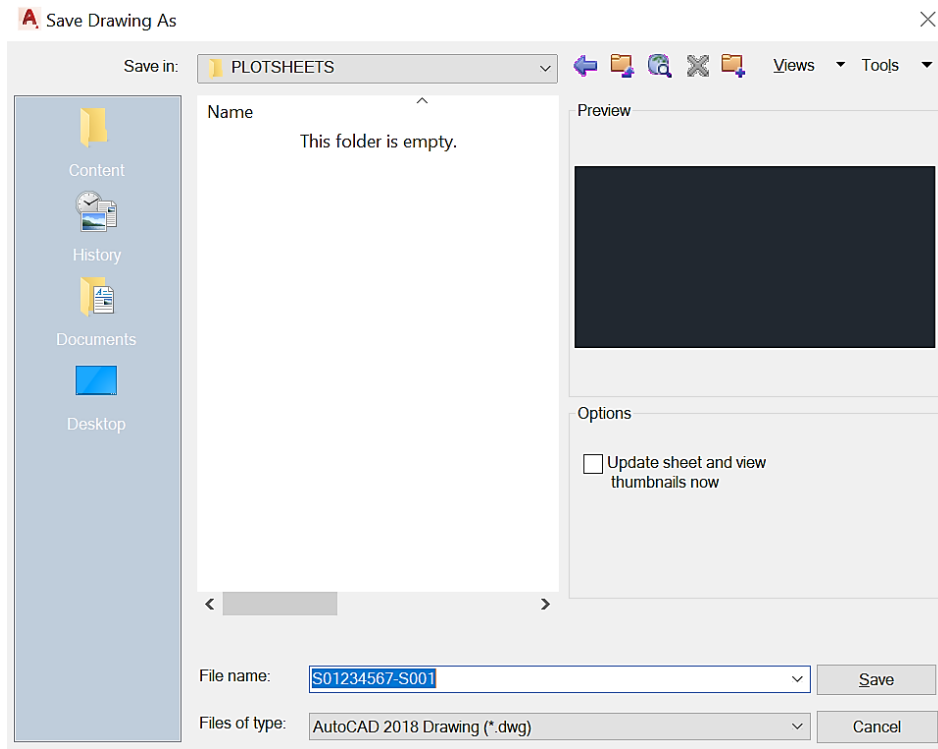 Save Drawing As
Save in:
PLOTSHEETS
Views
Tools
Content
History
Documents
Desktop
Name
This folder is empty.
Preview
Options
Update sheet and view
thumbnails now
File name:
S01234567-S001
Save
Files of type:
AutoCAD 2018 Drawing (*.dwg)
Cancel